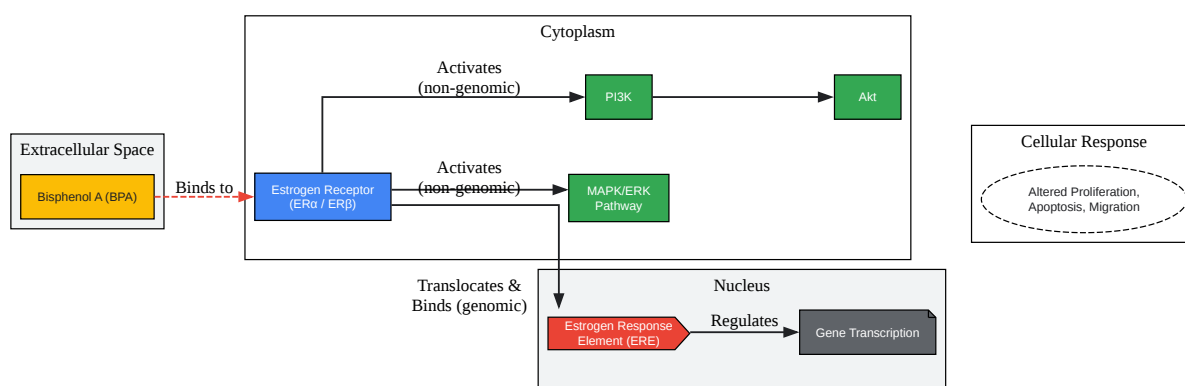 Cytoplasm
Activates
(non-genomic)
PI3K
Akt
Extracellular Space
Bisphenol A (BPA)
Binds to
Estrogen Receptor
(ERα / ERβ)
Activates
(non-genomic)
MAPK/ERK
Pathway
Cellular Response
Altered Proliferation,
Apoptosis, Migration
Translocates &
Binds (genomic)
Nucleus
Estrogen Response
Element (ERE)
Regulates
Gene Transcription